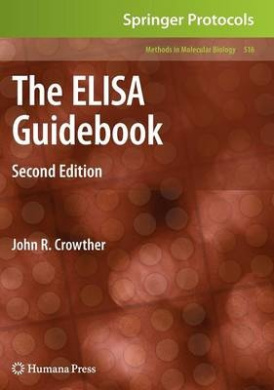 Springer Protocols
Methods in Molecular Biology 516
The ELISA
Guidebook
Second Edition
John R. Crowther
Humana Press